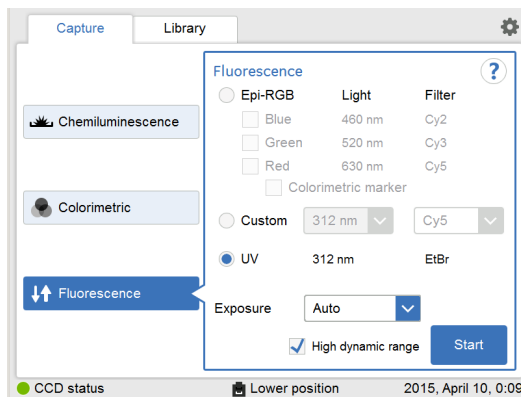 Capture Library
Fluorescence ?
Epi-RGB Light Filter
Blue 460 nm Cy2
Green 520 nm Cy3
Red 630 nm Cy5
Colorimetric marker
Custom 312 nm Cy5
UV 312 nm EtBr
Exposure Auto
High dynamic range Start
Chemiluminescence
Colorimetric
Fluorescence
CCD status Lower position 2015, April 10, 0:09